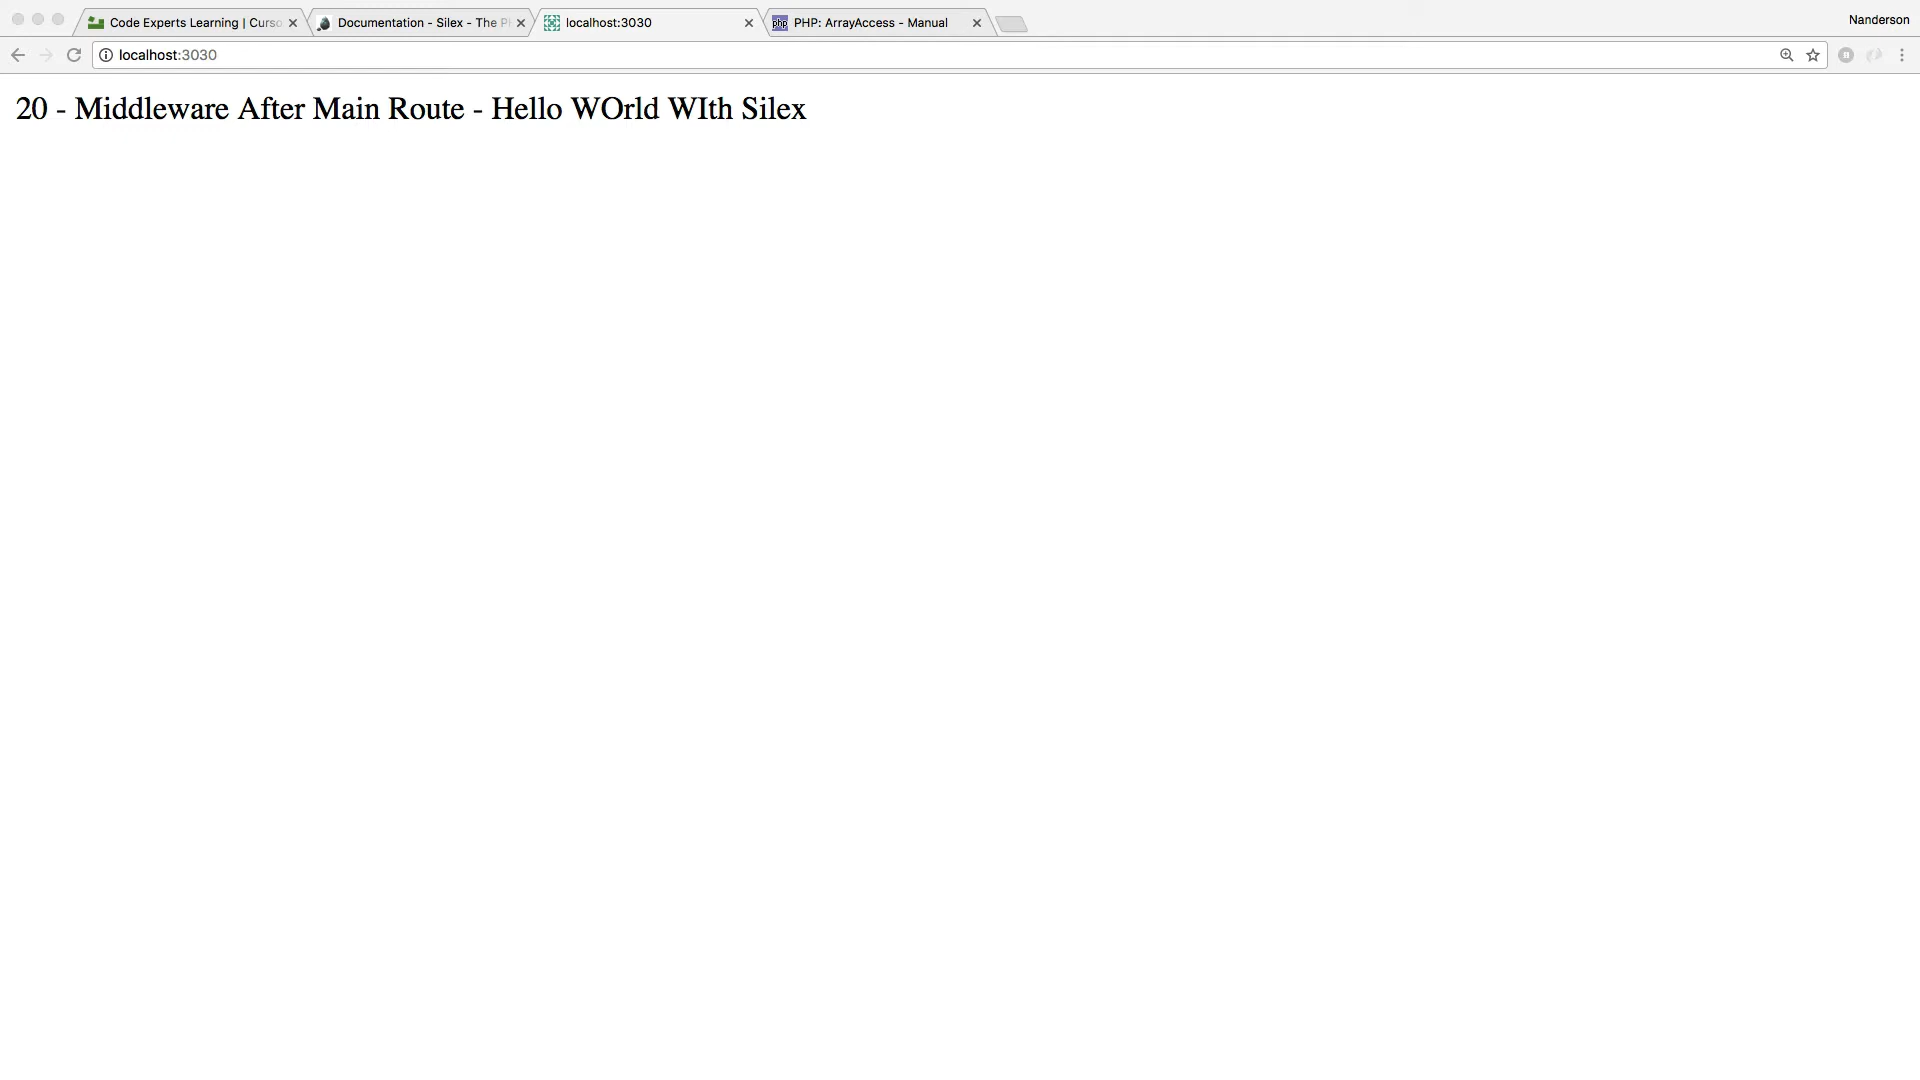 Code Experts Learning | Curso
Documentation - Silex - The P
localhost:3030
PHP: ArrayAccess - Manual
Nanderson
localhost:3030
20 - Middleware After Main Route - Hello WOrld WIth Silex